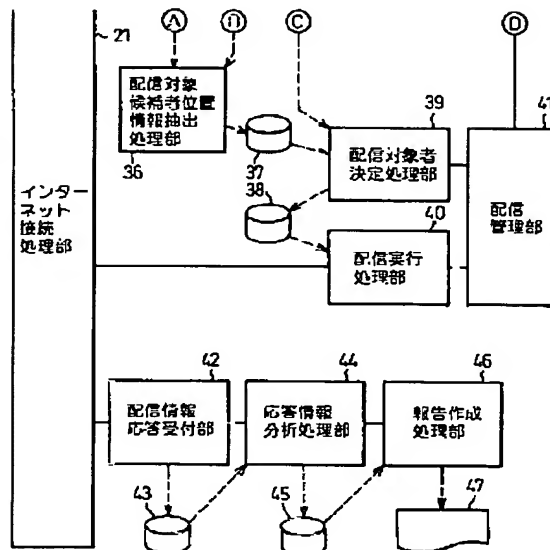 21
A
B
C
D
配信対象
候補者位置
情報抽出
処理部
36
37
38
39
配信対象者
決定処理部
40
配信実行
処理部
41
配信
管理部
インター
ネット
接続
処理部
42
配信情報
応答受付部
43
44
応答情報
分析処理部
45
46
報告作成
処理部
47